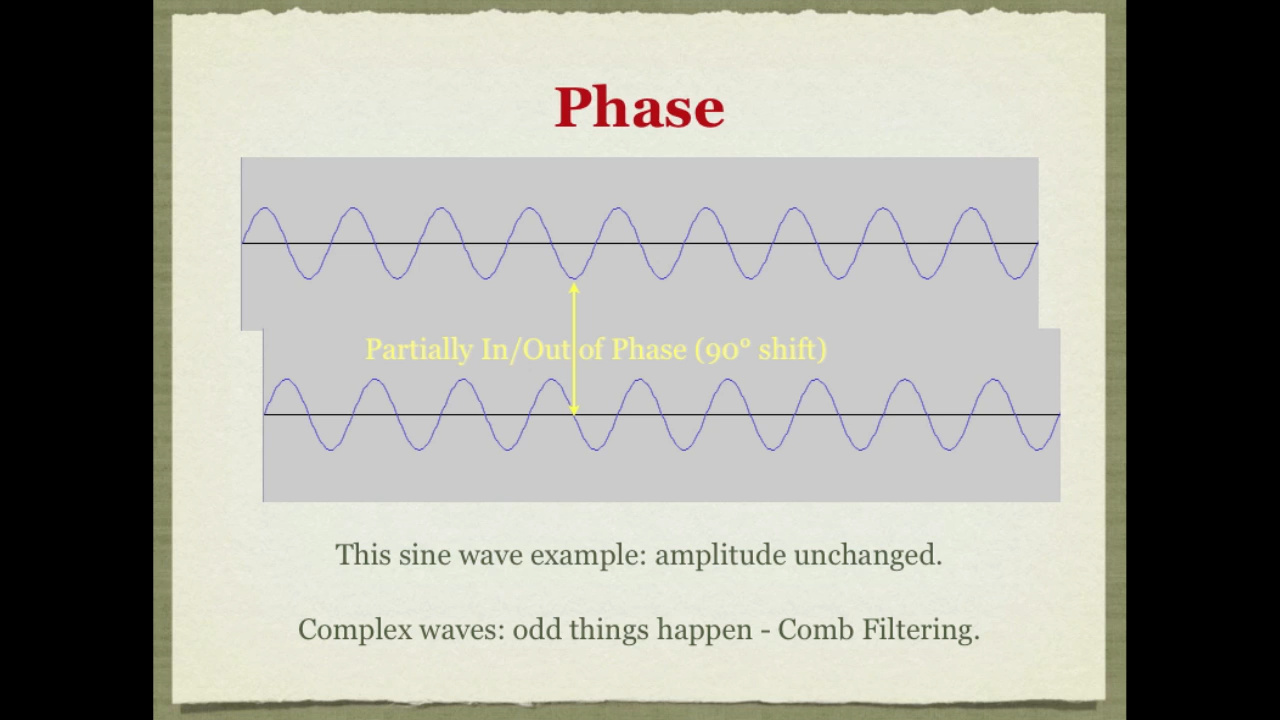 Phase
Partially In/Out of Phase (90° shift)
This sine wave example: amplitude unchanged.
Complex waves: odd things happen - Comb Filtering.